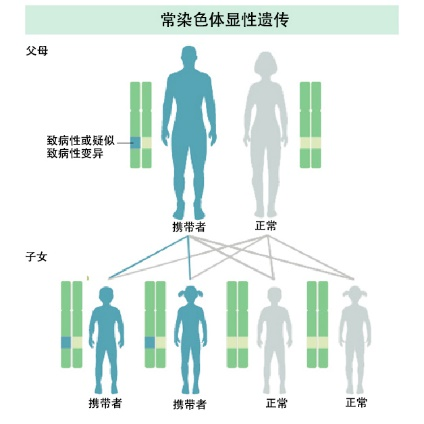 常染色体显性遗传
父母
致病性或疑似
致病性变异
携带者
正常
子女
携带者
携带者
正常
正常